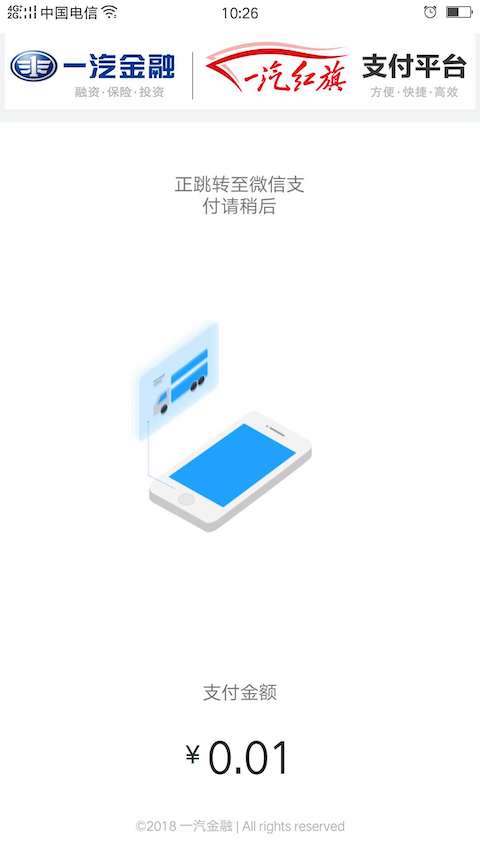 4G 2G 中国电信 10:26
一汽金融 一汽红旗 支付平台
融资·保险·投资 方便·快捷·高效
正跳转至微信支
付请稍后
支付金额
¥0.01
©2018 一汽金融 | All rights reserved